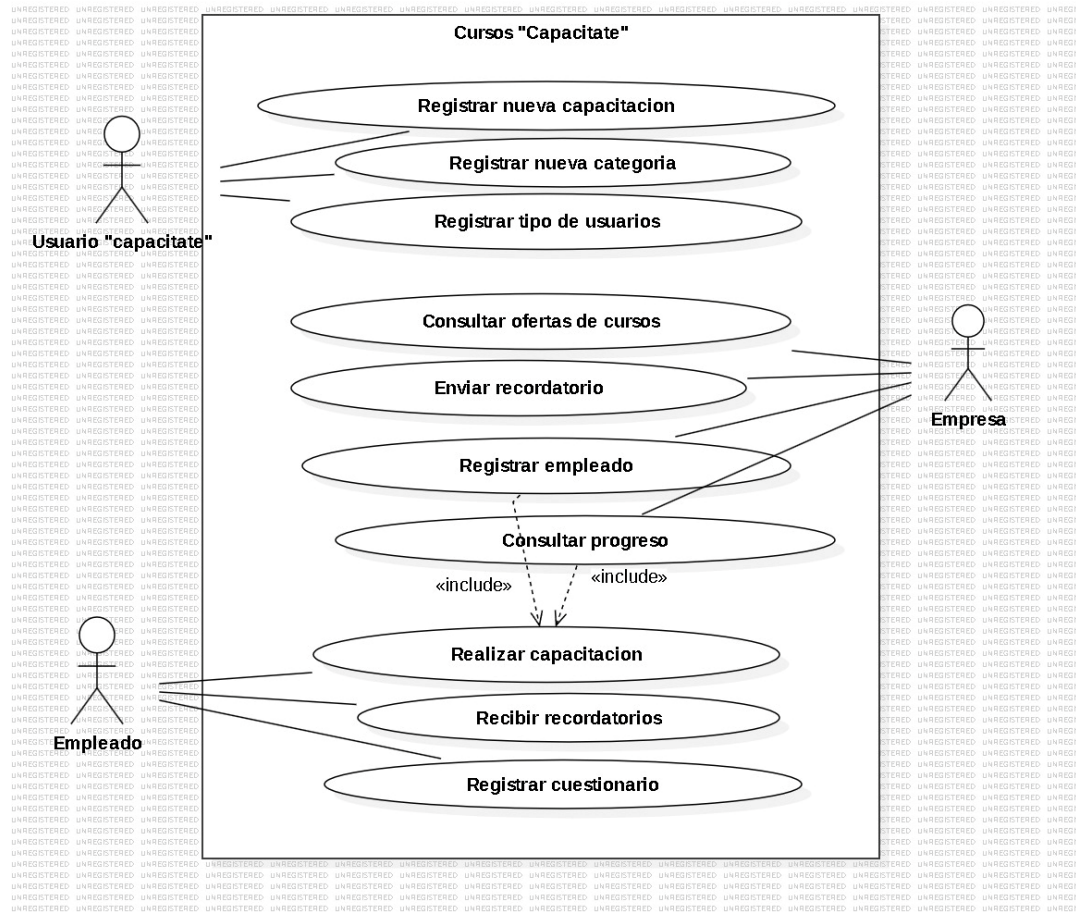 Cursos "Capacitate"
Registrar nueva capacitacion
Registrar nueva categoria
Registrar tipo de usuarios
Usuario "capacitate"
Consultar ofertas de cursos
Enviar recordatorio
Empresa
Registrar empleado
Consultar progreso
«include»
«include»
Realizar capacitacion
Recibir recordatorios
Empleado
Registrar cuestionario
UNREGISTERED